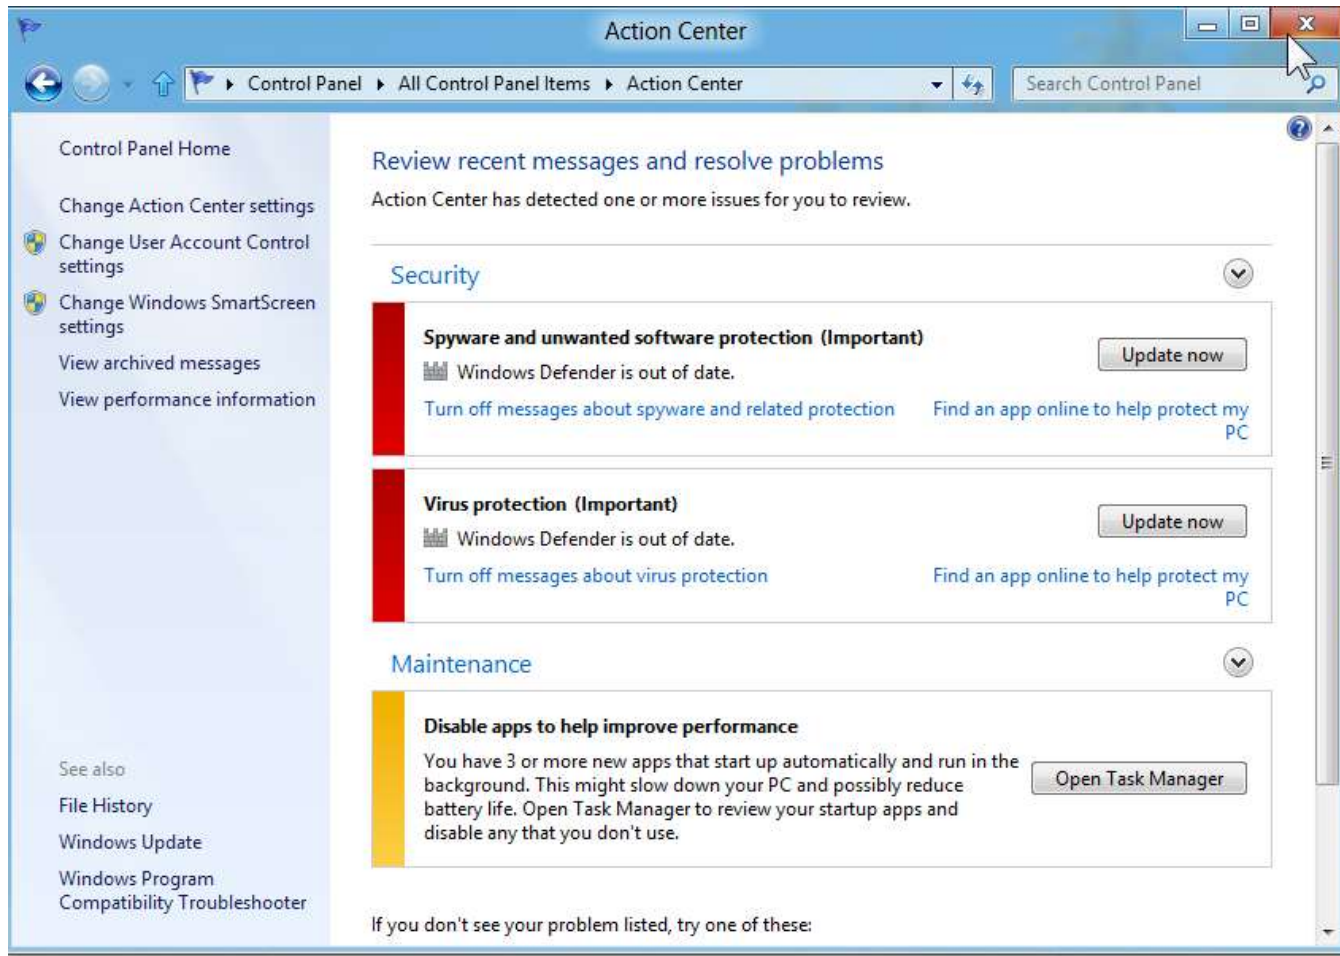 Action Center
Control Panel
All Control Panel Items
Action Center
Search Control Panel
Control Panel Home
Change Action Center settings
Change User Account Control
settings
Change Windows SmartScreen
settings
View archived messages
View performance information
See also
File History
Windows Update
Windows Program
Compatibility Troubleshooter
Review recent messages and resolve problems
Action Center has detected one or more issues for you to review.
Security
Spyware and unwanted software protection (Important)
Windows Defender is out of date.
Update now
Turn off messages about spyware and related protection
Find an app online to help protect my
PC
Virus protection (Important)
Windows Defender is out of date.
Update now
Turn off messages about virus protection
Find an app online to help protect my
PC
Maintenance
Disable apps to help improve performance
You have 3 or more new apps that start up automatically and run in the
background. This might slow down your PC and possibly reduce
battery life. Open Task Manager to review your startup apps and
disable any that you don't use.
Open Task Manager
If you don't see your problem listed, try one of these: